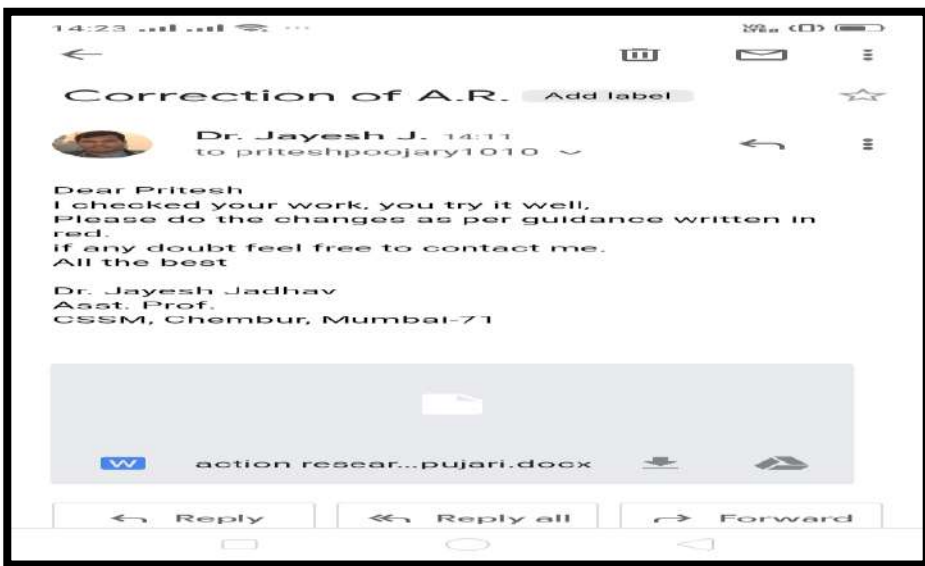 14:23
Correction of A.R. Add label
Dr. Jayesh J. 14:11
to priteshpoojary1010
Dear Pritesh
I checked your work, you try it well,
Please do the changes as per guidance written in
red.
if any doubt feel free to contact me.
All the best
Dr. Jayesh Jadhav
Asst. Prof.
CSSM, Chembur, Mumbai-71
W action resear...pujari.docx
Reply Reply all Forward